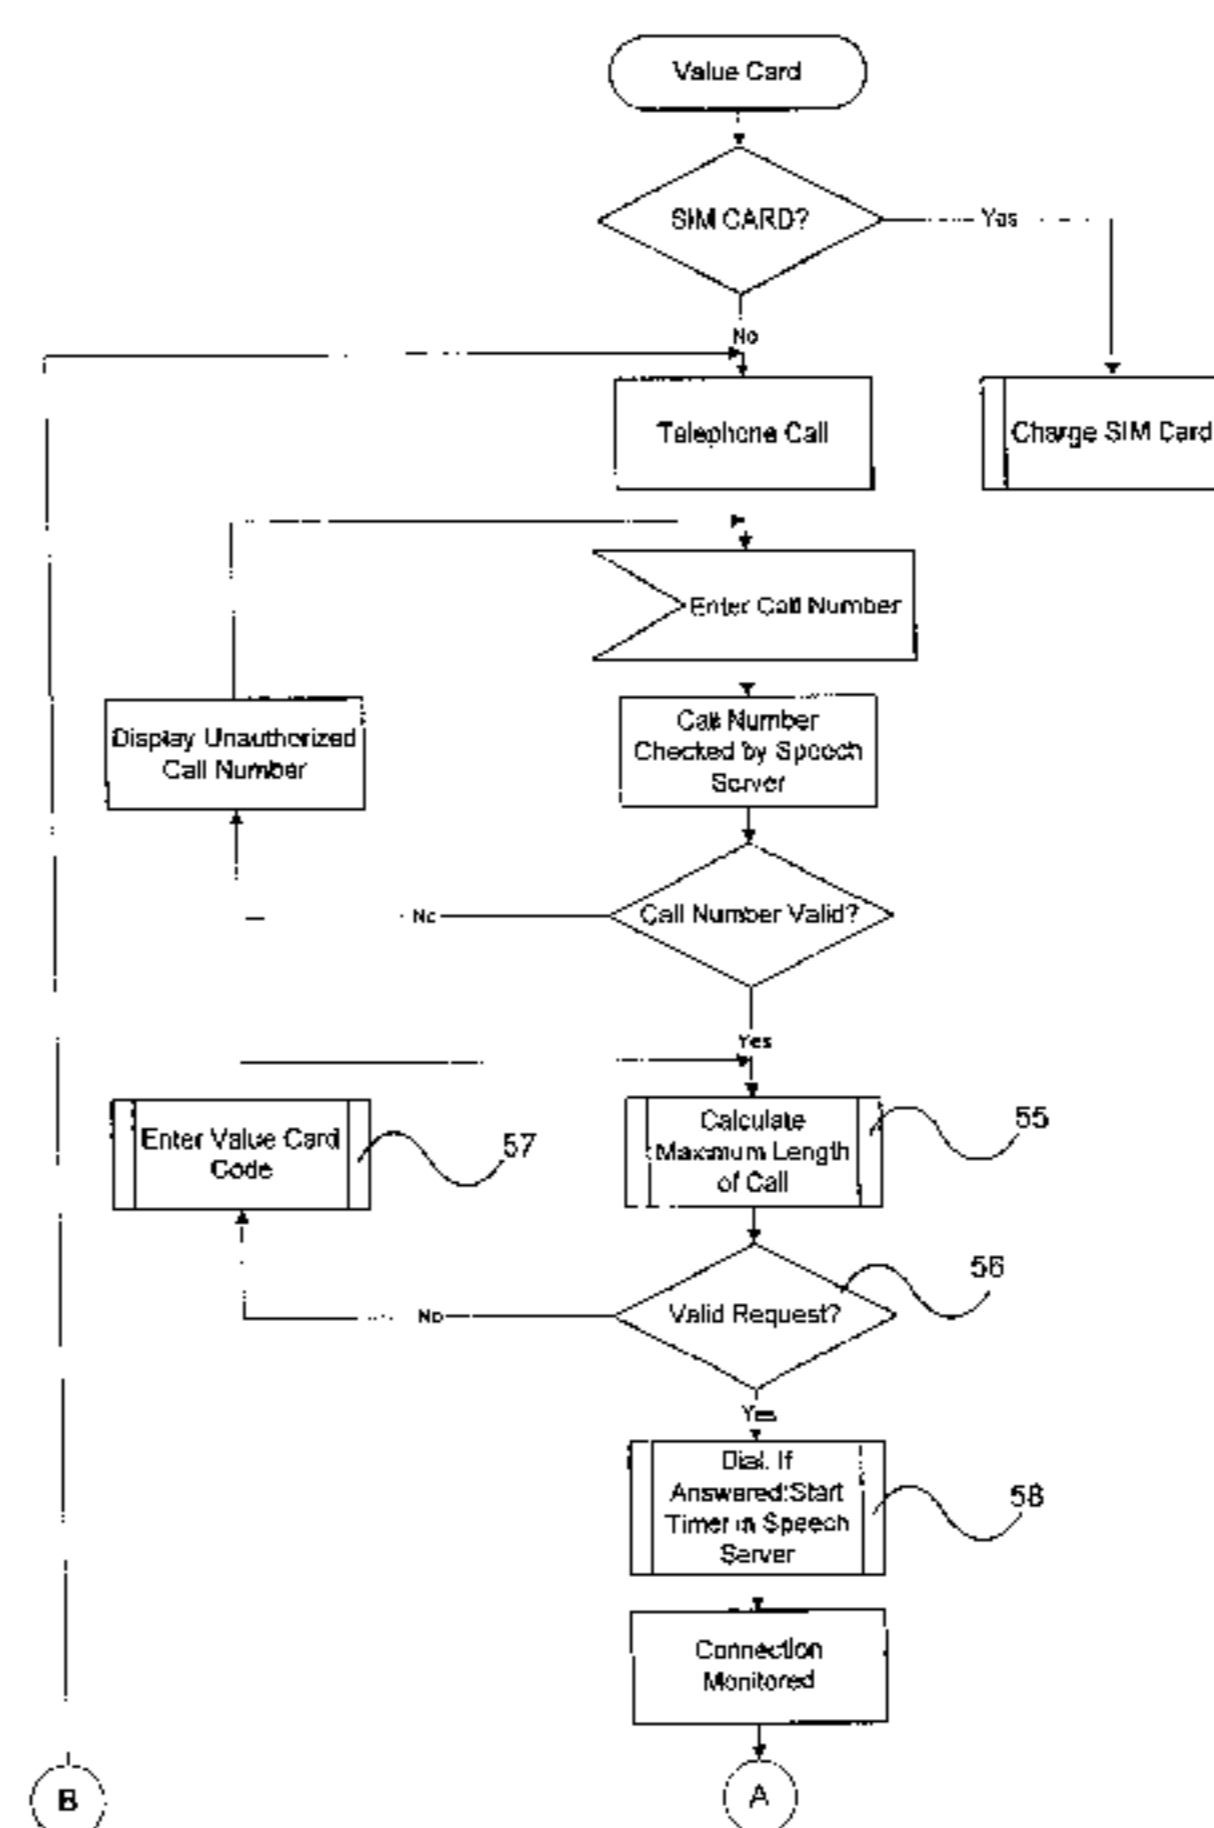 Value Card
SIM CARD?
Yes
No
Telephone Call
Charge SIM Card
Enter Call Number
Display Unauthorized
Call Number
Call Number
Checked by Speech
Server
Call Number Valid?
No
Yes
Enter Value Card
Code
57
Calculate
Maximum Length
of Call
55
56
Valid Request?
No
Yes
Dial. If
Answered:Start
Timer in Speech
Server
58
Connection
Monitored
B
A